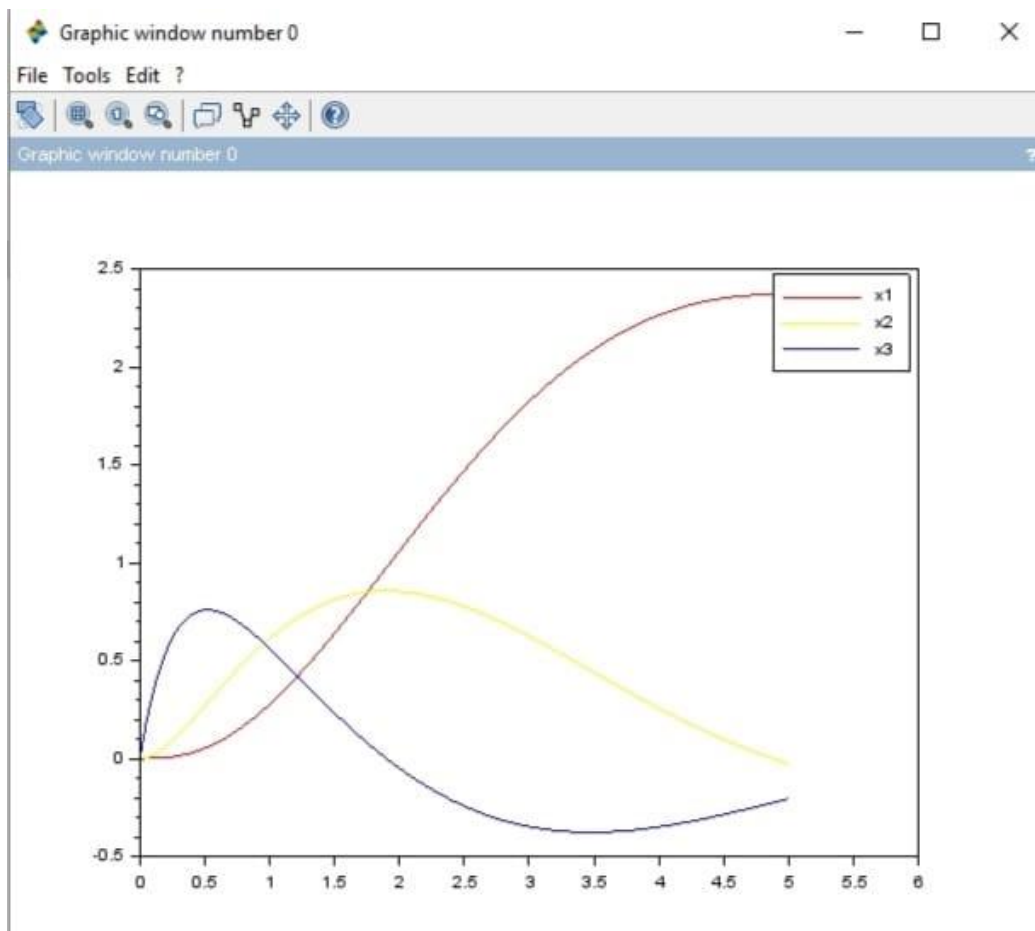 Graphic window number 0
File Tools Edit ?
Graphic window number 0 ?
2.5
2
1.5
1
0.5
0
-0.5
x1
x2
x3
0 0.5 1 1.5 2 2.5 3 3.5 4 4.5 5 5.5 6